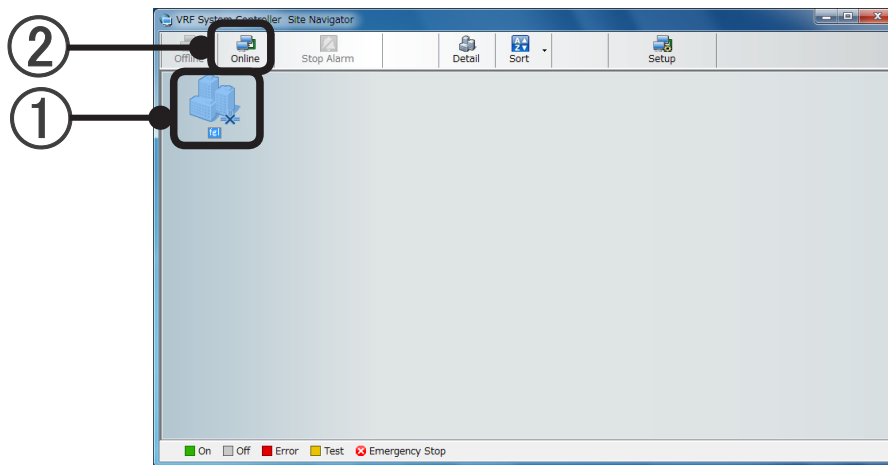 VRF System Controller Site Navigator
②
Offline Online Stop Alarm Detail Sort Setup
①
fgl
On Off Error Test Emergency Stop